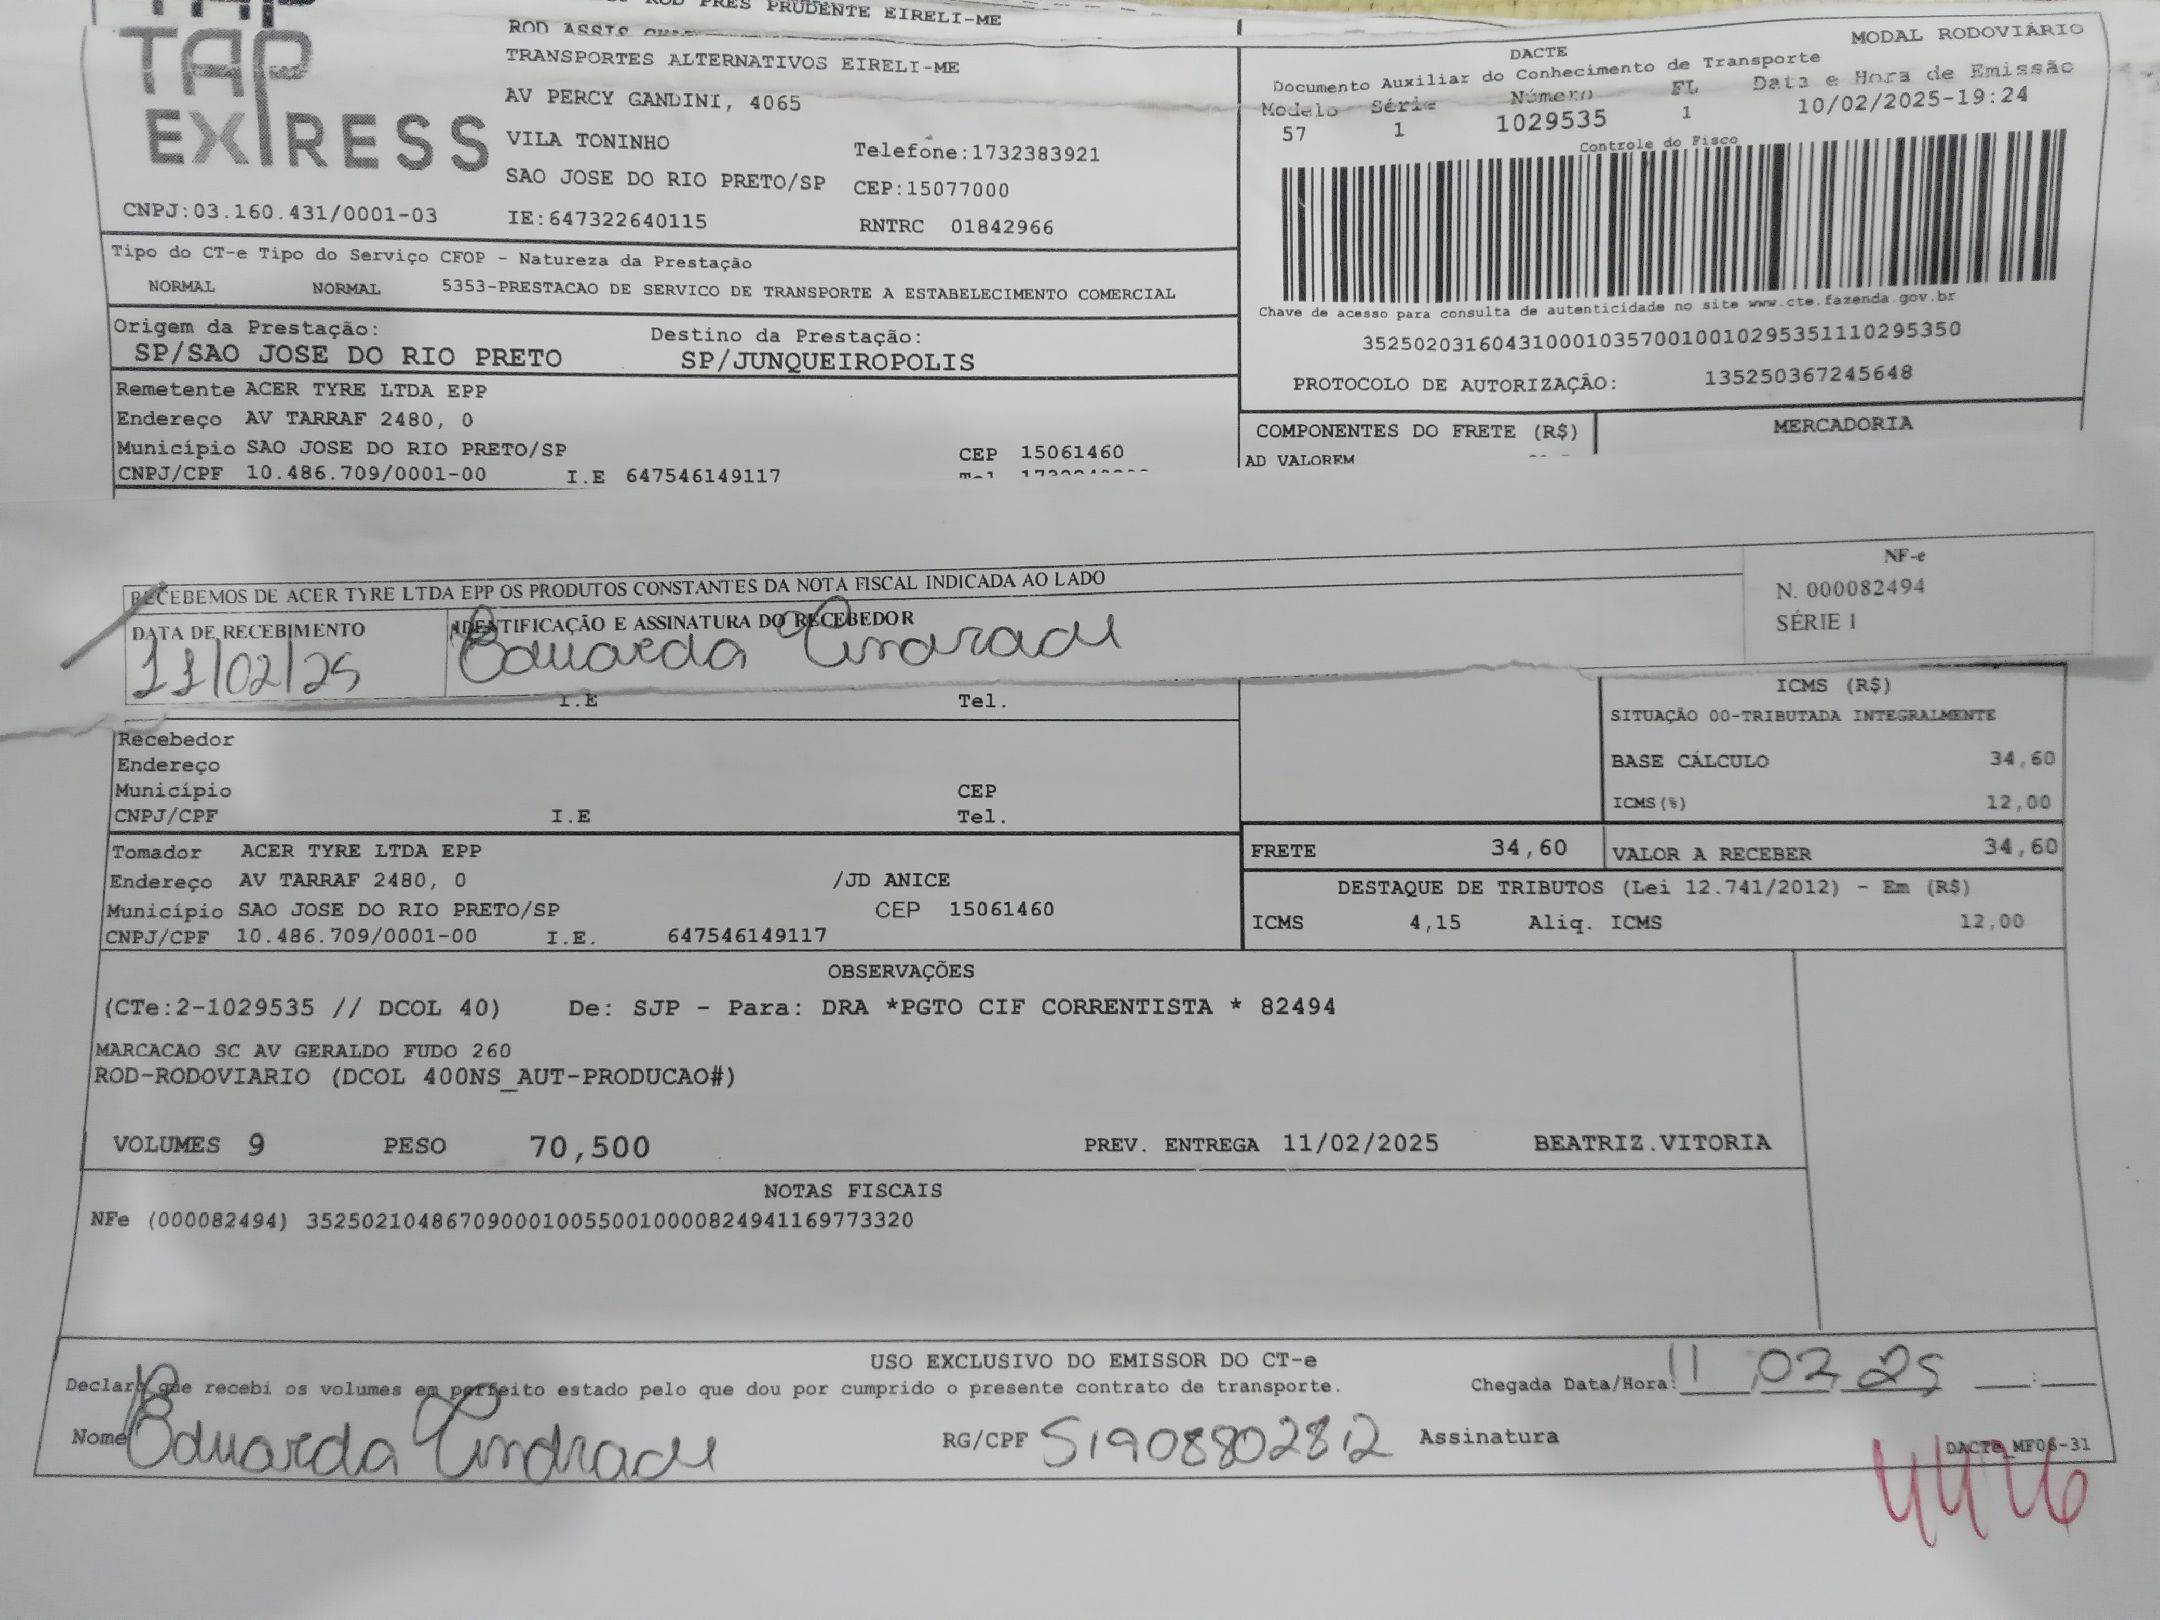 ROD PRES PRUDENTE EIRELI-ME
ROD ASSIS
TAP
EXPRESS
TRANSPORTES ALTERNATIVOS EIRELI-ME
AV PERCY GANDINI, 4065
VILA TONINHO
Telefone:1732383921
SAO JOSE DO RIO PRETO/SP CEP:15077000
CNPJ:03.160.431/0001-03 IE:647322640115 RNTRC 01842966
MODAL RODOVIÁRIO
DACTE
Documento Auxiliar do Conhecimento de Transporte
Modelo Série Número FL Data e Hora de Emissão
57 1 1029535 1 10/02/2025-19:24
Controle do Fisco
Chave de acesso para consulta de autenticidade no site www.cte.fazenda.gov.br
35250203160431000103570010010295351110295350
PROTOCOLO DE AUTORIZAÇÃO: 135250367245648
Tipo do CT-e Tipo do Serviço CFOP - Natureza da Prestação
NORMAL NORMAL 5353-PRESTACAO DE SERVICO DE TRANSPORTE A ESTABELECIMENTO COMERCIAL
Origem da Prestação: Destino da Prestação:
SP/SAO JOSE DO RIO PRETO SP/JUNQUEIROPOLIS
Remetente ACER TYRE LTDA EPP
Endereço AV TARRAF 2480, 0
Município SAO JOSE DO RIO PRETO/SP CEP 15061460
CNPJ/CPF 10.486.709/0001-00 I.E 647546149117
COMPONENTES DO FRETE (R$) MERCADORIA
AD VALOREM
RECEBEMOS DE ACER TYRE LTDA EPP OS PRODUTOS CONSTANTES DA NOTA FISCAL INDICADA AO LADO
NF-e
N. 000082494
SÉRIE 1
DATA DE RECEBIMENTO IDENTIFICAÇÃO E ASSINATURA DO RECEBEDOR
11/02/25 Eduarda Andrade
I.E Tel.
Recebedor
Endereço
Município CEP
CNPJ/CPF I.E Tel.
ICMS (R$)
SITUAÇÃO 00-TRIBUTADA INTEGRALMENTE
BASE CÁLCULO 34,60
ICMS(%) 12,00
FRETE 34,60 VALOR A RECEBER 34,60
Tomador ACER TYRE LTDA EPP
Endereço AV TARRAF 2480, 0 /JD ANICE
Município SAO JOSE DO RIO PRETO/SP CEP 15061460
CNPJ/CPF 10.486.709/0001-00 I.E. 647546149117
DESTAQUE DE TRIBUTOS (Lei 12.741/2012) - Em (R$)
ICMS 4,15 Aliq. ICMS 12,00
OBSERVAÇÕES
(CTe:2-1029535 // DCOL 40) De: SJP - Para: DRA *PGTO CIF CORRENTISTA * 82494
MARCACAO SC AV GERALDO FUDO 260
ROD-RODOVIARIO (DCOL 400NS_AUT-PRODUCAO#)
VOLUMES 9 PESO 70,500 PREV. ENTREGA 11/02/2025 BEATRIZ.VITORIA
NOTAS FISCAIS
NFe (000082494) 35250210486709000100550010000824941169773320
USO EXCLUSIVO DO EMISSOR DO CT-e
Declaro que recebi os volumes em perfeito estado pelo que dou por cumprido o presente contrato de transporte. Chegada Data/Hora: 11 02 25 __:__
Nome Eduarda Andrade RG/CPF 51908802812 Assinatura
DACTE MF06-31